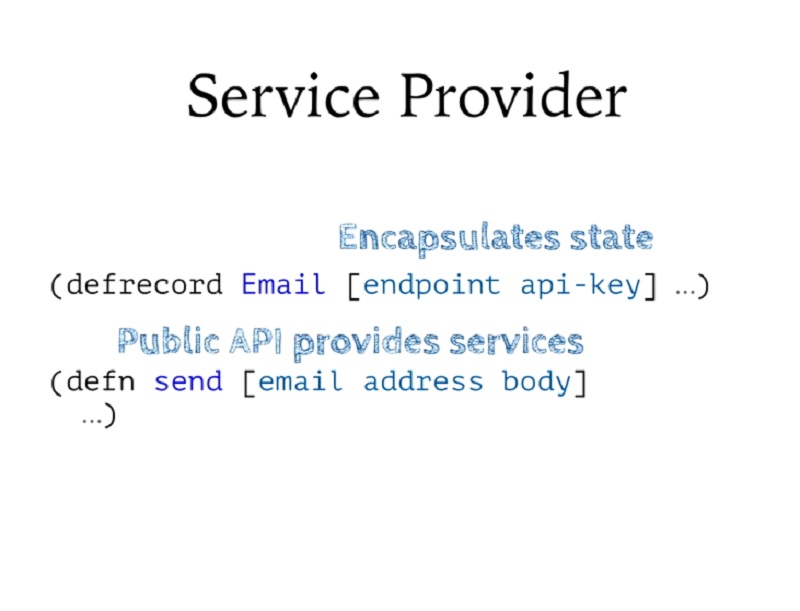 Service Provider
Encapsulates state
(defrecord Email [endpoint api-key] …)
Public API provides services
(defn send [email address body]
…)